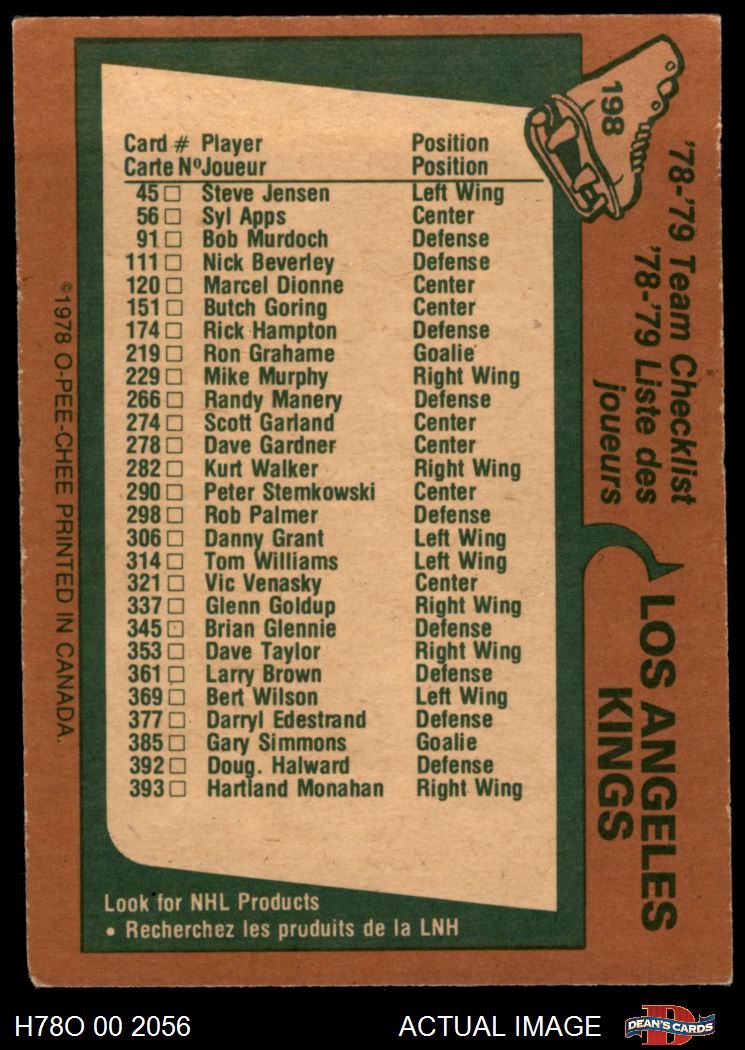 198
'78-'79 Team Checklist
'78-'79 Liste des
joueurs
LOS ANGELES
KINGS
Card # Player Position
Carte Nº Joueur Position
45 □ Steve Jensen Left Wing
56 □ Syl Apps Center
91 □ Bob Murdoch Defense
111 □ Nick Beverley Defense
120 □ Marcel Dionne Center
151 □ Butch Goring Center
174 □ Rick Hampton Defense
219 □ Ron Grahame Goalie
229 □ Mike Murphy Right Wing
266 □ Randy Manery Defense
274 □ Scott Garland Center
278 □ Dave Gardner Center
282 □ Kurt Walker Right Wing
290 □ Peter Stemkowski Center
298 □ Rob Palmer Defense
306 □ Danny Grant Left Wing
314 □ Tom Williams Left Wing
321 □ Vic Venasky Center
337 □ Glenn Goldup Right Wing
345 □ Brian Glennie Defense
353 □ Dave Taylor Right Wing
361 □ Larry Brown Defense
369 □ Bert Wilson Left Wing
377 □ Darryl Edestrand Defense
385 □ Gary Simmons Goalie
392 □ Doug. Halward Defense
393 □ Hartland Monahan Right Wing
Look for NHL Products
• Recherchez les produits de la LNH
©1978 O-PEE-CHEE PRINTED IN CANADA.
H78O 00 2056
ACTUAL IMAGE
D
DEAN'S CARDS